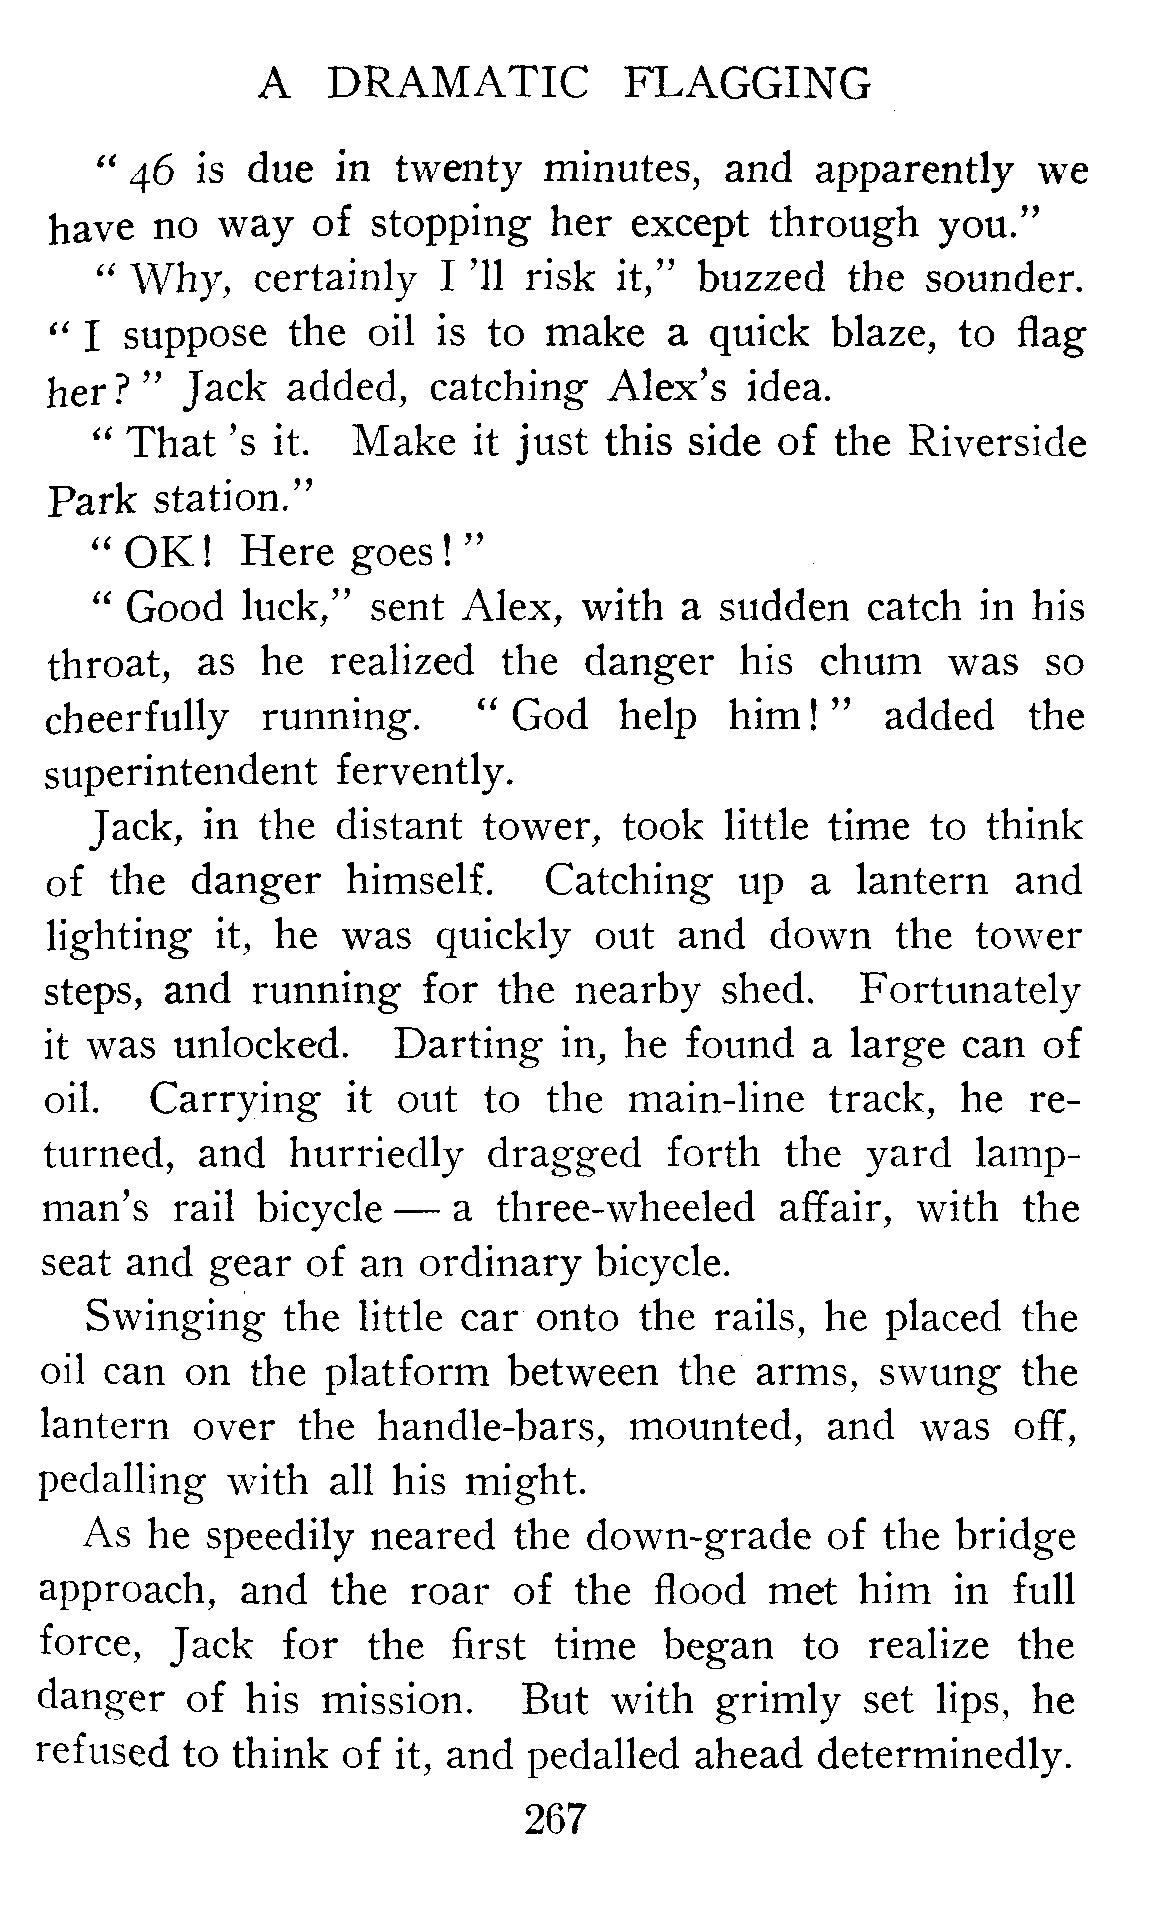 A DRAMATIC FLAGGING
“ 46 is due in twenty minutes, and apparently we
have no way of stopping her except through you.”
“ Why, certainly I ’ll risk it,” buzzed the sounder.
“ I suppose the oil is to make a quick blaze, to flag
her? ” Jack added, catching Alex’s idea.
“ That ’s it. Make it just this side of the Riverside
Park station.”
“ OK! Here goes! ”
“ Good luck,” sent Alex, with a sudden catch in his
throat, as he realized the danger his chum was so
cheerfully running. “ God help him! ” added the
superintendent fervently.
Jack, in the distant tower, took little time to think
of the danger himself. Catching up a lantern and
lighting it, he was quickly out and down the tower
steps, and running for the nearby shed. Fortunately
it was unlocked. Darting in, he found a large can of
oil. Carrying it out to the main-line track, he re-
turned, and hurriedly dragged forth the yard lamp-
man’s rail bicycle — a three-wheeled affair, with the
seat and gear of an ordinary bicycle.
Swinging the little car onto the rails, he placed the
oil can on the platform between the arms, swung the
lantern over the handle-bars, mounted, and was off,
pedalling with all his might.
As he speedily neared the down-grade of the bridge
approach, and the roar of the flood met him in full
force, Jack for the first time began to realize the
danger of his mission. But with grimly set lips, he
refused to think of it, and pedalled ahead determinedly.
267